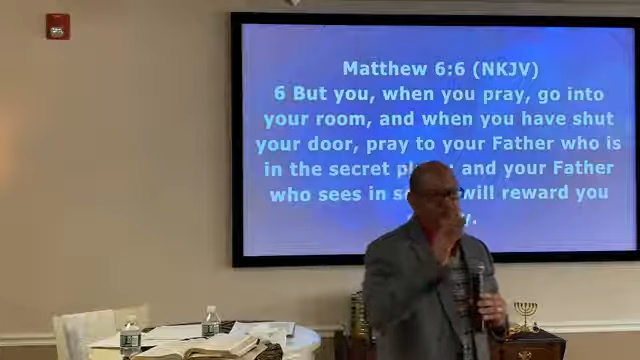 Matthew 6:6 (NKJV)
6 But you, when you pray, go into
your room, and when you have shut
your door, pray to your Father who is
in the secret and your Father
who sees in will reward you